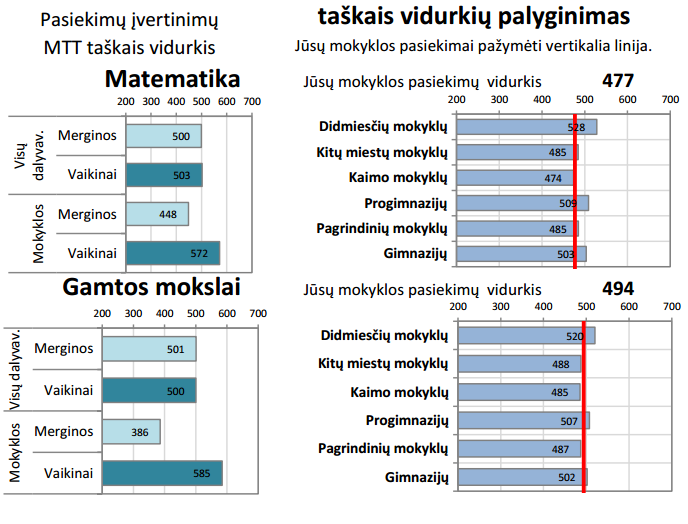 Pasiekimų įvertinimų
MTT taškais vidurkis
taškais vidurkių palyginimas
Jūsų mokyklos pasiekimai pažymėti vertikalia linija.
Matematika
200 300 400 500 600 700
Visų dalyvav.
Merginos 500
Vaikinai 503
Mokyklos
Merginos 448
Vaikinai 572
Jūsų mokyklos pasiekimų vidurkis 477
200 300 400 500 600 700
Didmiesčių mokyklų 528
Kitų miestų mokyklų 485
Kaimo mokyklų 474
Progimnazijų 509
Pagrindinių mokyklų 485
Gimnazijų 503
Gamtos mokslai
200 300 400 500 600 700
Visų dalyvav.
Merginos 501
Vaikinai 500
Mokyklos
Merginos 386
Vaikinai 585
Jūsų mokyklos pasiekimų vidurkis 494
200 300 400 500 600 700
Didmiesčių mokyklų 520
Kitų miestų mokyklų 488
Kaimo mokyklų 485
Progimnazijų 507
Pagrindinių mokyklų 487
Gimnazijų 502